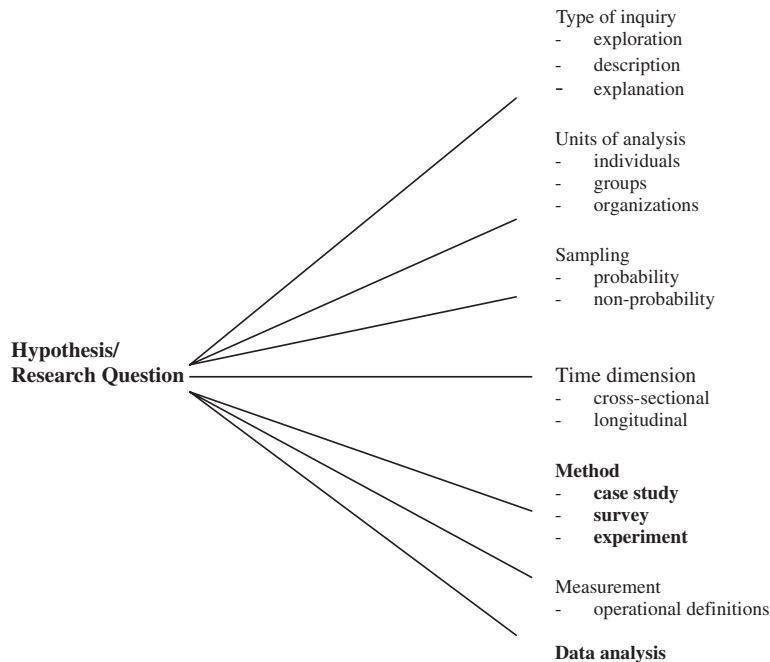 Type of inquiry
- exploration
- description
- explanation
Units of analysis
- individuals
- groups
- organizations
Sampling
- probability
- non-probability
Hypothesis/
Research Question
Time dimension
- cross-sectional
- longitudinal
Method
- case study
- survey
- experiment
Measurement
- operational definitions
Data analysis